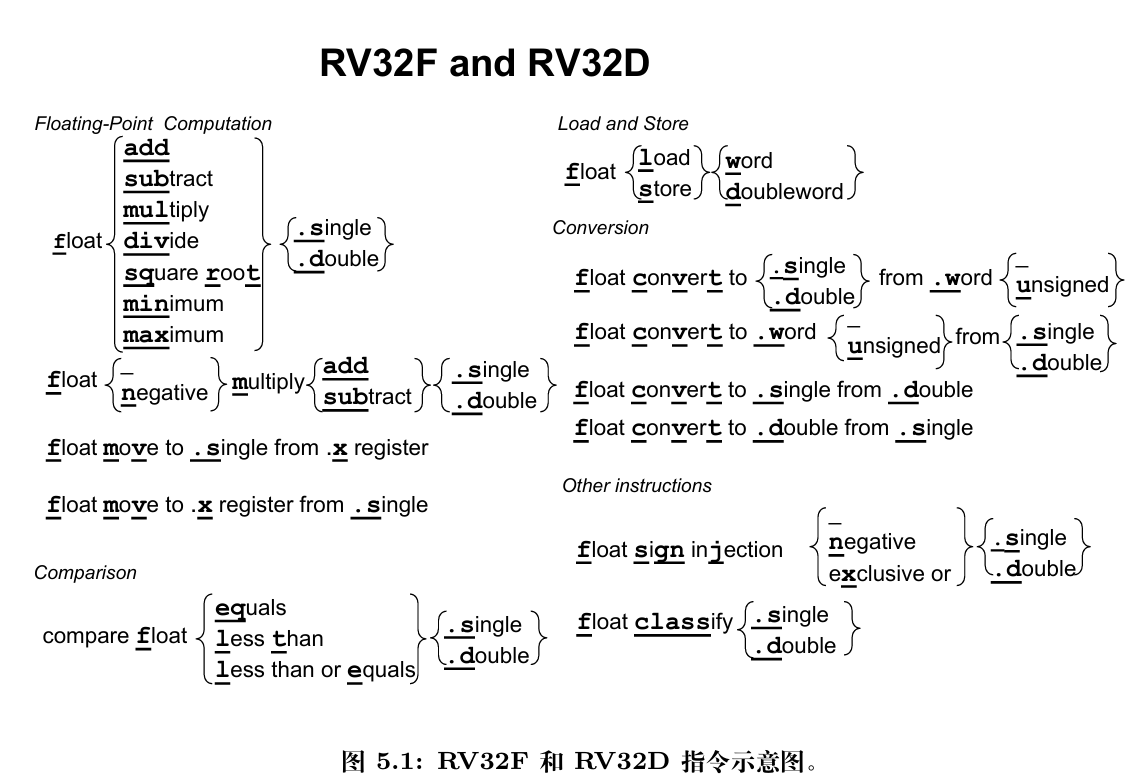 RV32F and RV32D
Floating-Point Computation
float
add
subtract
multiply
divide
square root
minimum
maximum
.single
.double
float
–
negative
multiply
add
subtract
.single
.double
float move to .single from .x register
float move to .x register from .single
Comparison
compare float
equals
less than
less than or equals
.single
.double
Load and Store
float
load
store
word
doubleword
Conversion
float convert to
.single
.double
from .word
–
unsigned
float convert to .word
–
unsigned
from
.single
.double
float convert to .single from .double
float convert to .double from .single
Other instructions
float sign injection
–
negative
exclusive or
.single
.double
float classify
.single
.double
图 5.1: RV32F 和 RV32D 指令示意图。